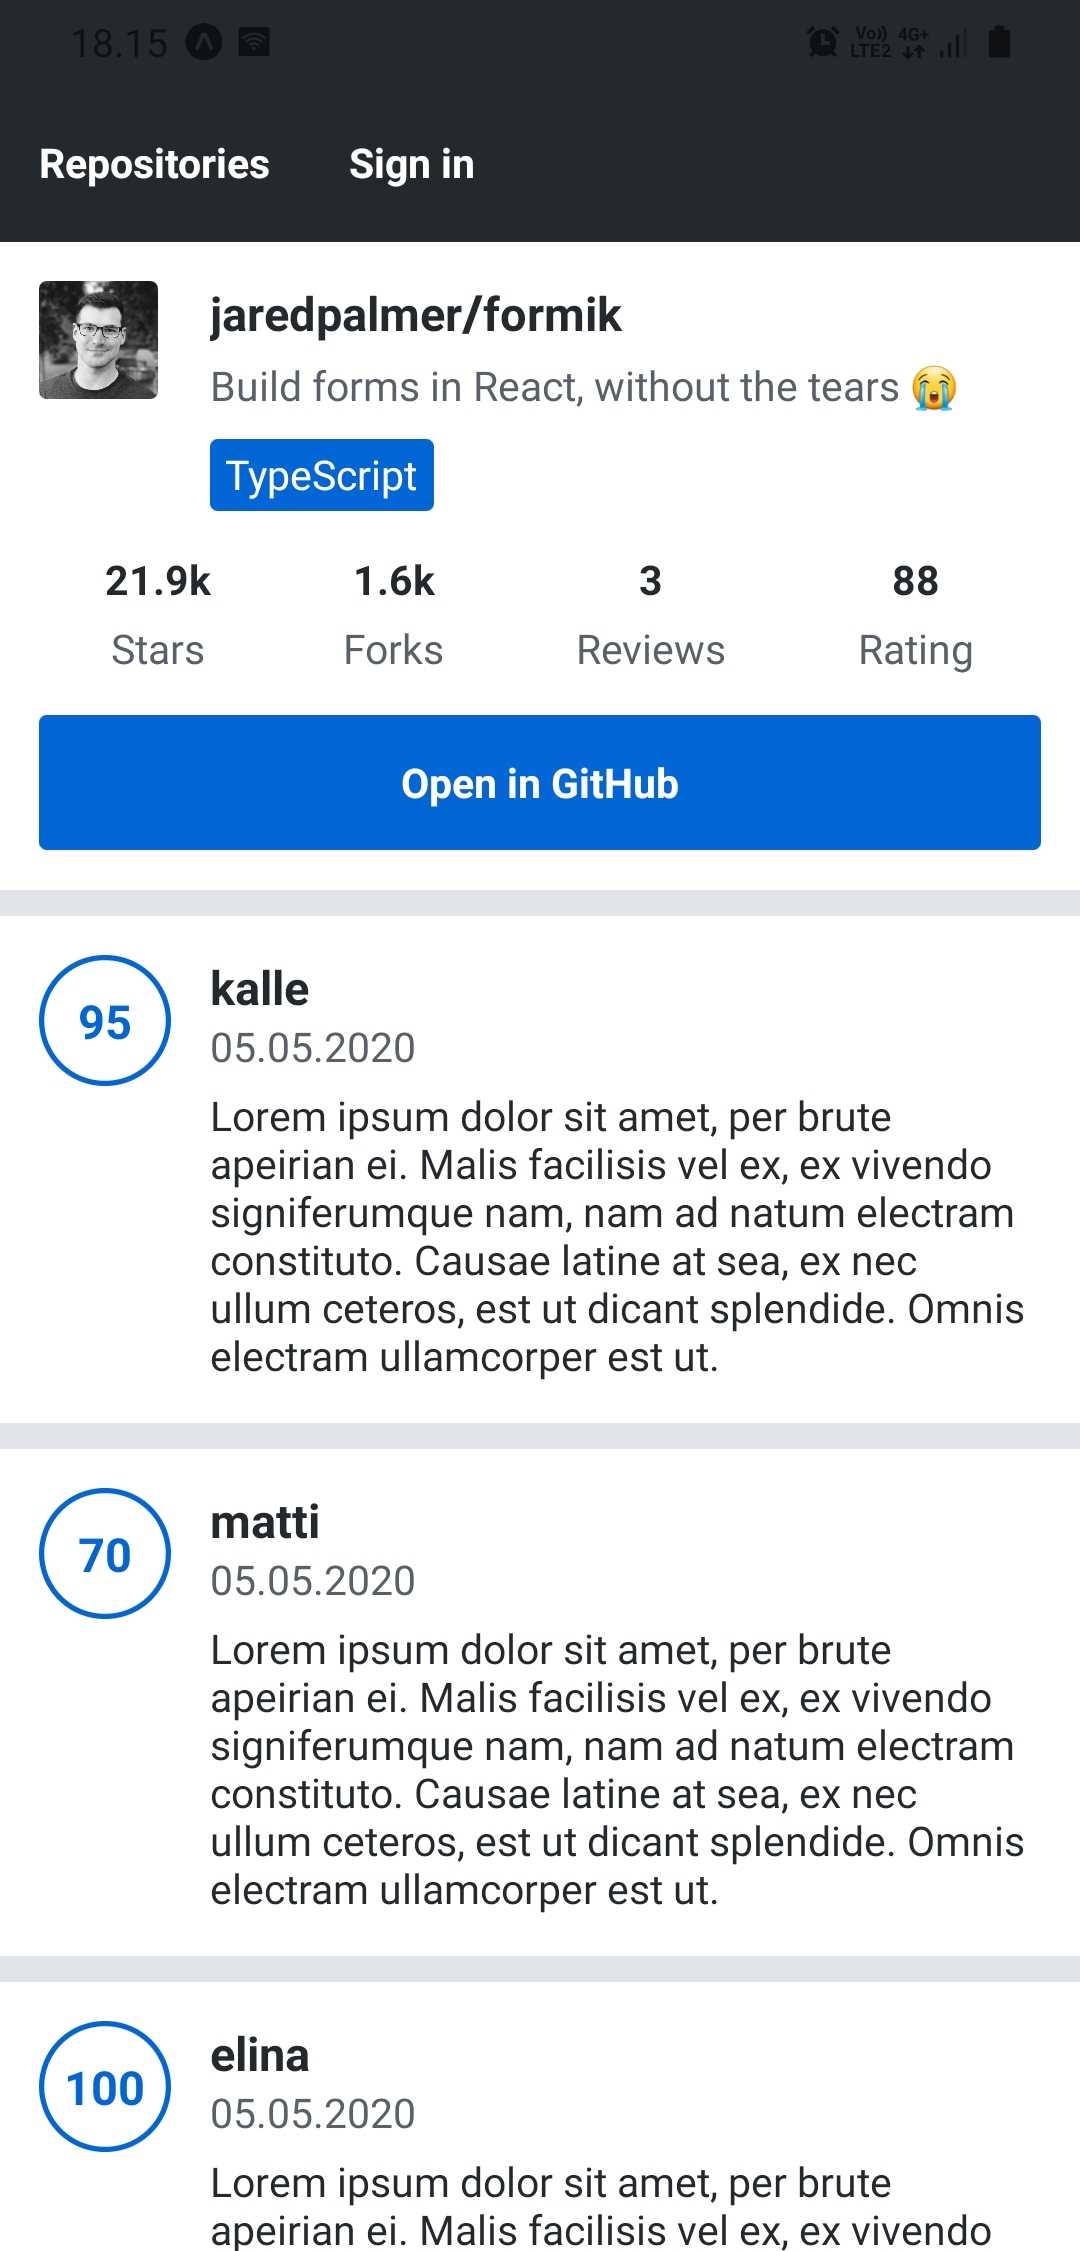 18.15 Vo)) LTE2 4G+
Repositories Sign in
jaredpalmer/formik
Build forms in React, without the tears 😭
TypeScript
21.9k 1.6k 3 88
Stars Forks Reviews Rating
Open in GitHub
95 kalle
05.05.2020
Lorem ipsum dolor sit amet, per brute
apeirian ei. Malis facilisis vel ex, ex vivendo
signiferumque nam, nam ad natum electram
constituto. Causae latine at sea, ex nec
ullum ceteros, est ut dicant splendide. Omnis
electram ullamcorper est ut.
70 matti
05.05.2020
Lorem ipsum dolor sit amet, per brute
apeirian ei. Malis facilisis vel ex, ex vivendo
signiferumque nam, nam ad natum electram
constituto. Causae latine at sea, ex nec
ullum ceteros, est ut dicant splendide. Omnis
electram ullamcorper est ut.
100 elina
05.05.2020
Lorem ipsum dolor sit amet, per brute
apeirian ei. Malis facilisis vel ex, ex vivendo